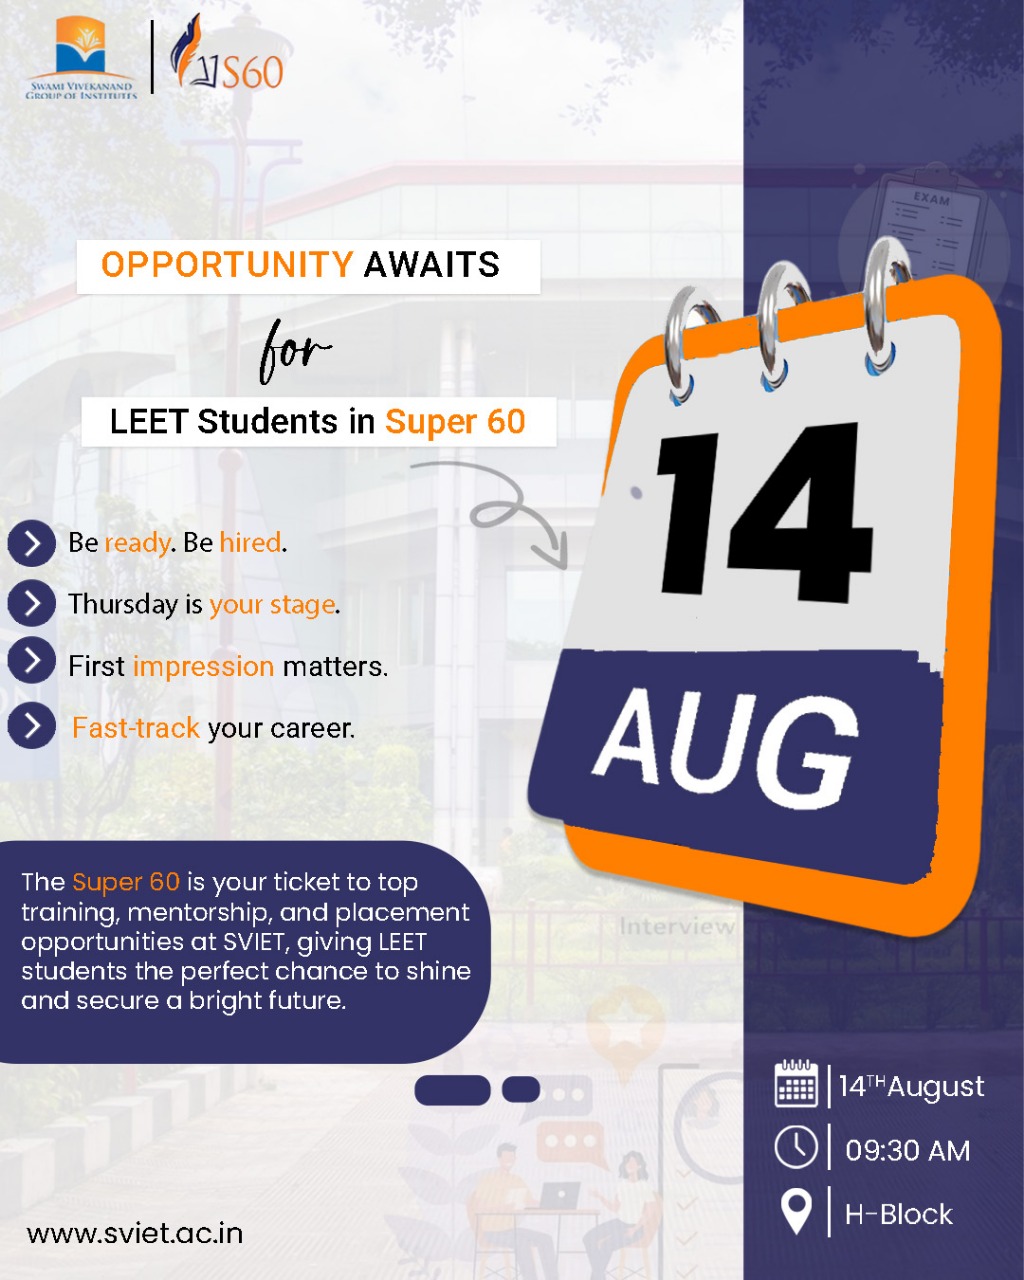 SWAMI VIVEKANAND
GROUP OF INSTITUTES
S60
EXAM
OPPORTUNITY AWAITS
for
LEET Students in Super 60
14
AUG
Be ready. Be hired.
Thursday is your stage.
First impression matters.
Fast-track your career.
The Super 60 is your ticket to top
training, mentorship, and placement
opportunities at SVIET, giving LEET
students the perfect chance to shine
and secure a bright future.
Interview
14TH August
09:30 AM
H-Block
www.sviet.ac.in